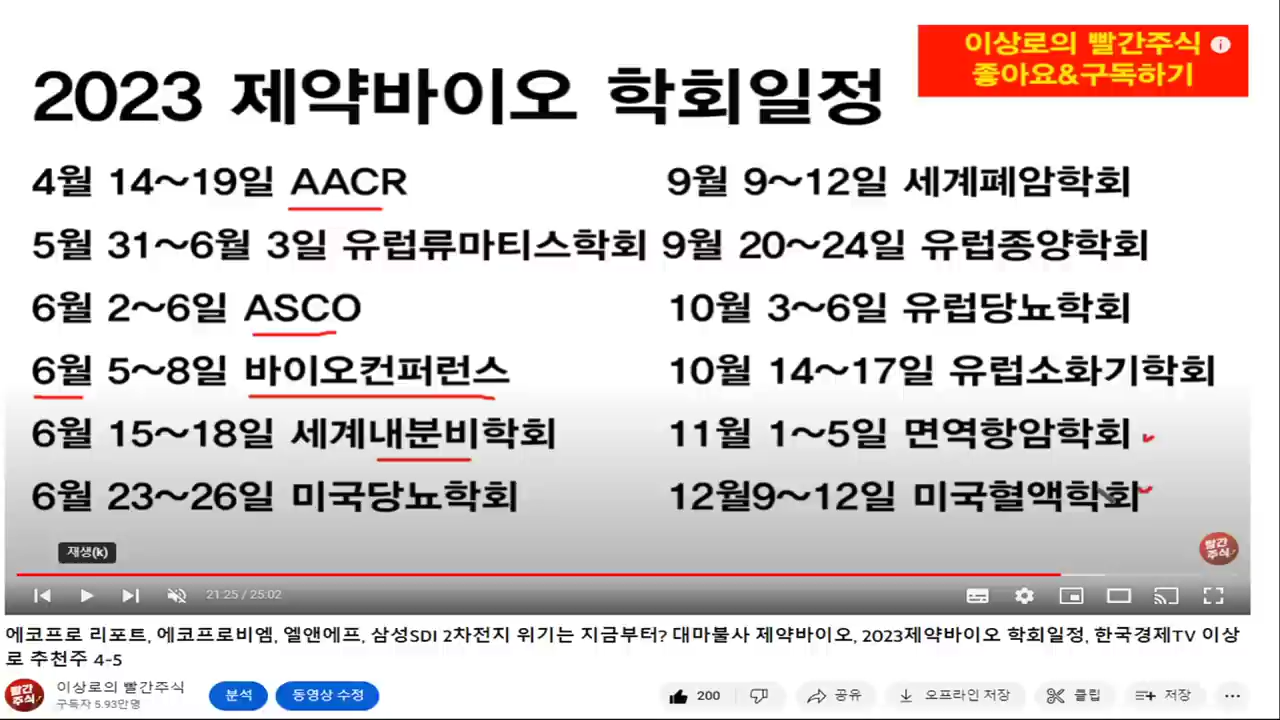 이상로의 빨간주식
좋아요&구독하기
2023 제약바이오 학회일정
4월 14~19일 AACR
5월 31~6월 3일 유럽류마티스학회
6월 2~6일 ASCO
6월 5~8일 바이오컨퍼런스
6월 15~18일 세계내분비학회
6월 23~26일 미국당뇨학회
9월 9~12일 세계폐암학회
9월 20~24일 유럽종양학회
10월 3~6일 유럽당뇨학회
10월 14~17일 유럽소화기학회
11월 1~5일 면역항암학회
12월9~12일 미국혈액학회
빨간
주식
재생(k)
21:25 / 25:02
에코프로 리포트, 에코프로비엠, 엘앤에프, 삼성SDI 2차전지 위기는 지금부터? 대마불사 제약바이오, 2023제약바이오 학회일정, 한국경제TV 이상
로 추천주 4-5
빨간
주식
이상로의 빨간주식
구독자 5.93만명
분석
동영상 수정
200
공유
오프라인 저장
클립
저장